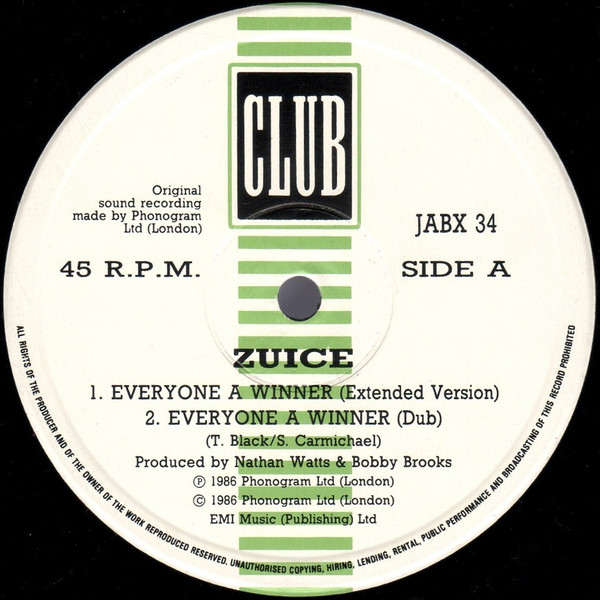 CLUB
Original
sound recording
made by Phonogram
Ltd (London)
JABX 34
45 R.P.M.
SIDE A
ZUICE
1. EVERYONE A WINNER (Extended Version)
2. EVERYONE A WINNER (Dub)
(T. Black/S. Carmichael)
Produced by Nathan Watts & Bobby Brooks
℗ 1986 Phonogram Ltd (London)
© 1986 Phonogram Ltd (London)
EMI Music (Publishing) Ltd
ALL RIGHTS OF THE PRODUCER AND OF THE OWNER OF THE WORK REPRODUCED RESERVED. UNAUTHORISED COPYING, HIRING, LENDING, RENTAL, PUBLIC PERFORMANCE AND BROADCASTING OF THIS RECORD PROHIBITED